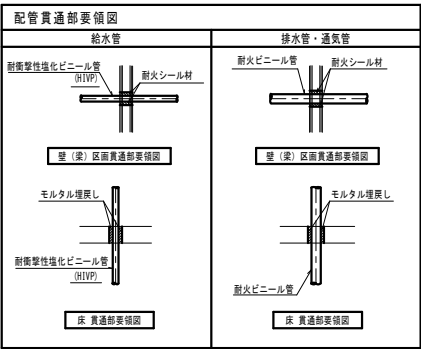 配管貫通部要領図
給水管
排水管・通気管
耐衝撃性塩化ビニール管
(HIVP)
耐火シール材
壁（梁）区画貫通部要領図
モルタル埋戻し
耐衝撃性塩化ビニール管
(HIVP)
床 貫通部要領図
耐火ビニール管
耐火シール材
壁（梁）区画貫通部要領図
モルタル埋戻し
耐火ビニール管
床 貫通部要領図